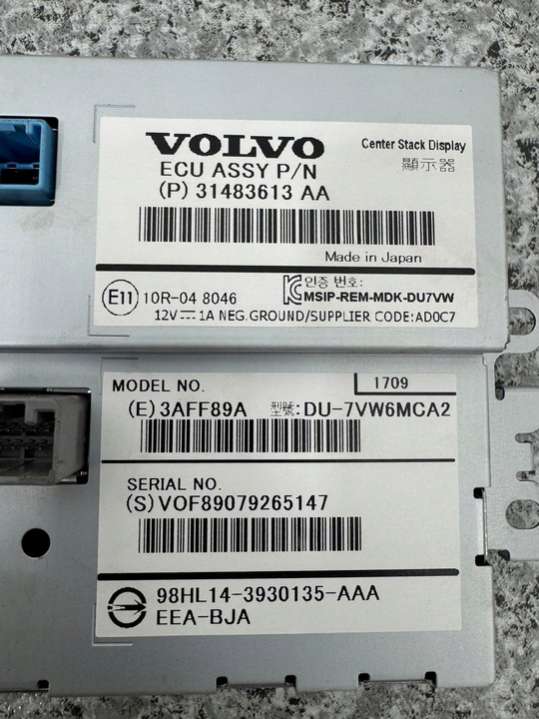 VOLVO
Center Stack Display
ECU ASSY P/N
顯示器
(P) 31483613 AA
Made in Japan
E11 10R-04 8046
인증 번호:
MSIP-REM-MDK-DU7VW
12V⎓1A NEG.GROUND/SUPPLIER CODE:AD0C7
MODEL NO.
1709
(E)3AFF89A 型號:DU-7VW6MCA2
SERIAL NO.
(S)VOF89079265147
98HL14-3930135-AAA
EEA-BJA